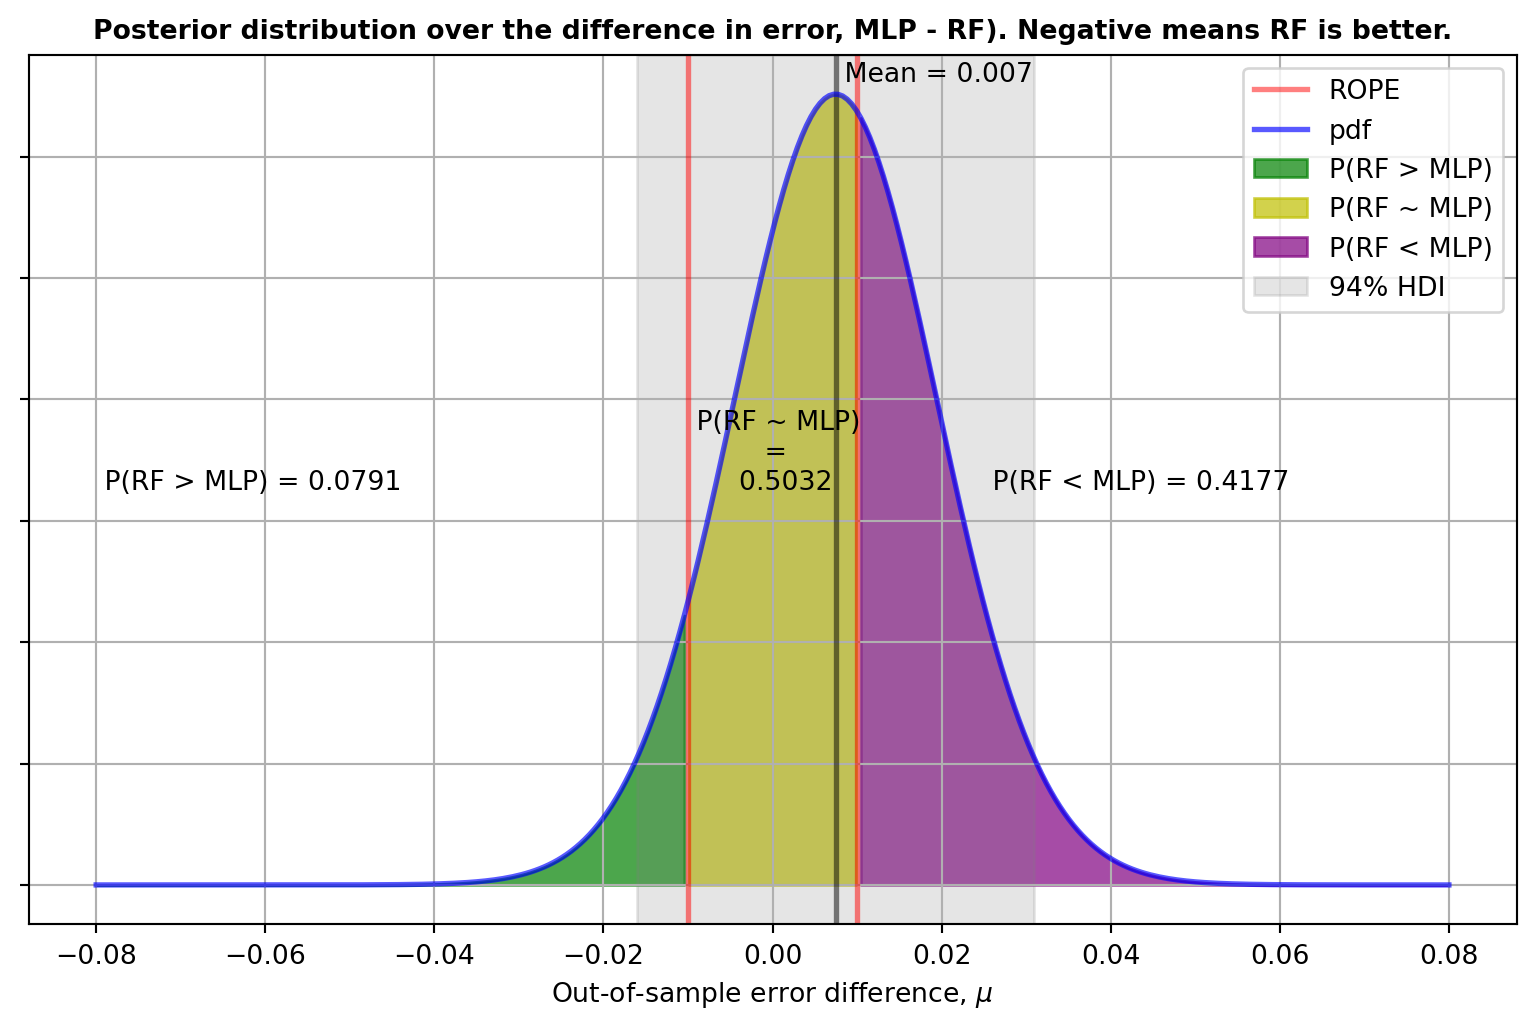 Posterior distribution over the difference in error, MLP - RF). Negative means RF is better.
Mean = 0.007
ROPE
pdf
P(RF > MLP)
P(RF ~ MLP)
P(RF < MLP)
94% HDI
P(RF ~ MLP)
=
0.5032
P(RF > MLP) = 0.0791
P(RF < MLP) = 0.4177
−0.08 −0.06 −0.04 −0.02 0.00 0.02 0.04 0.06 0.08
Out-of-sample error difference, μ